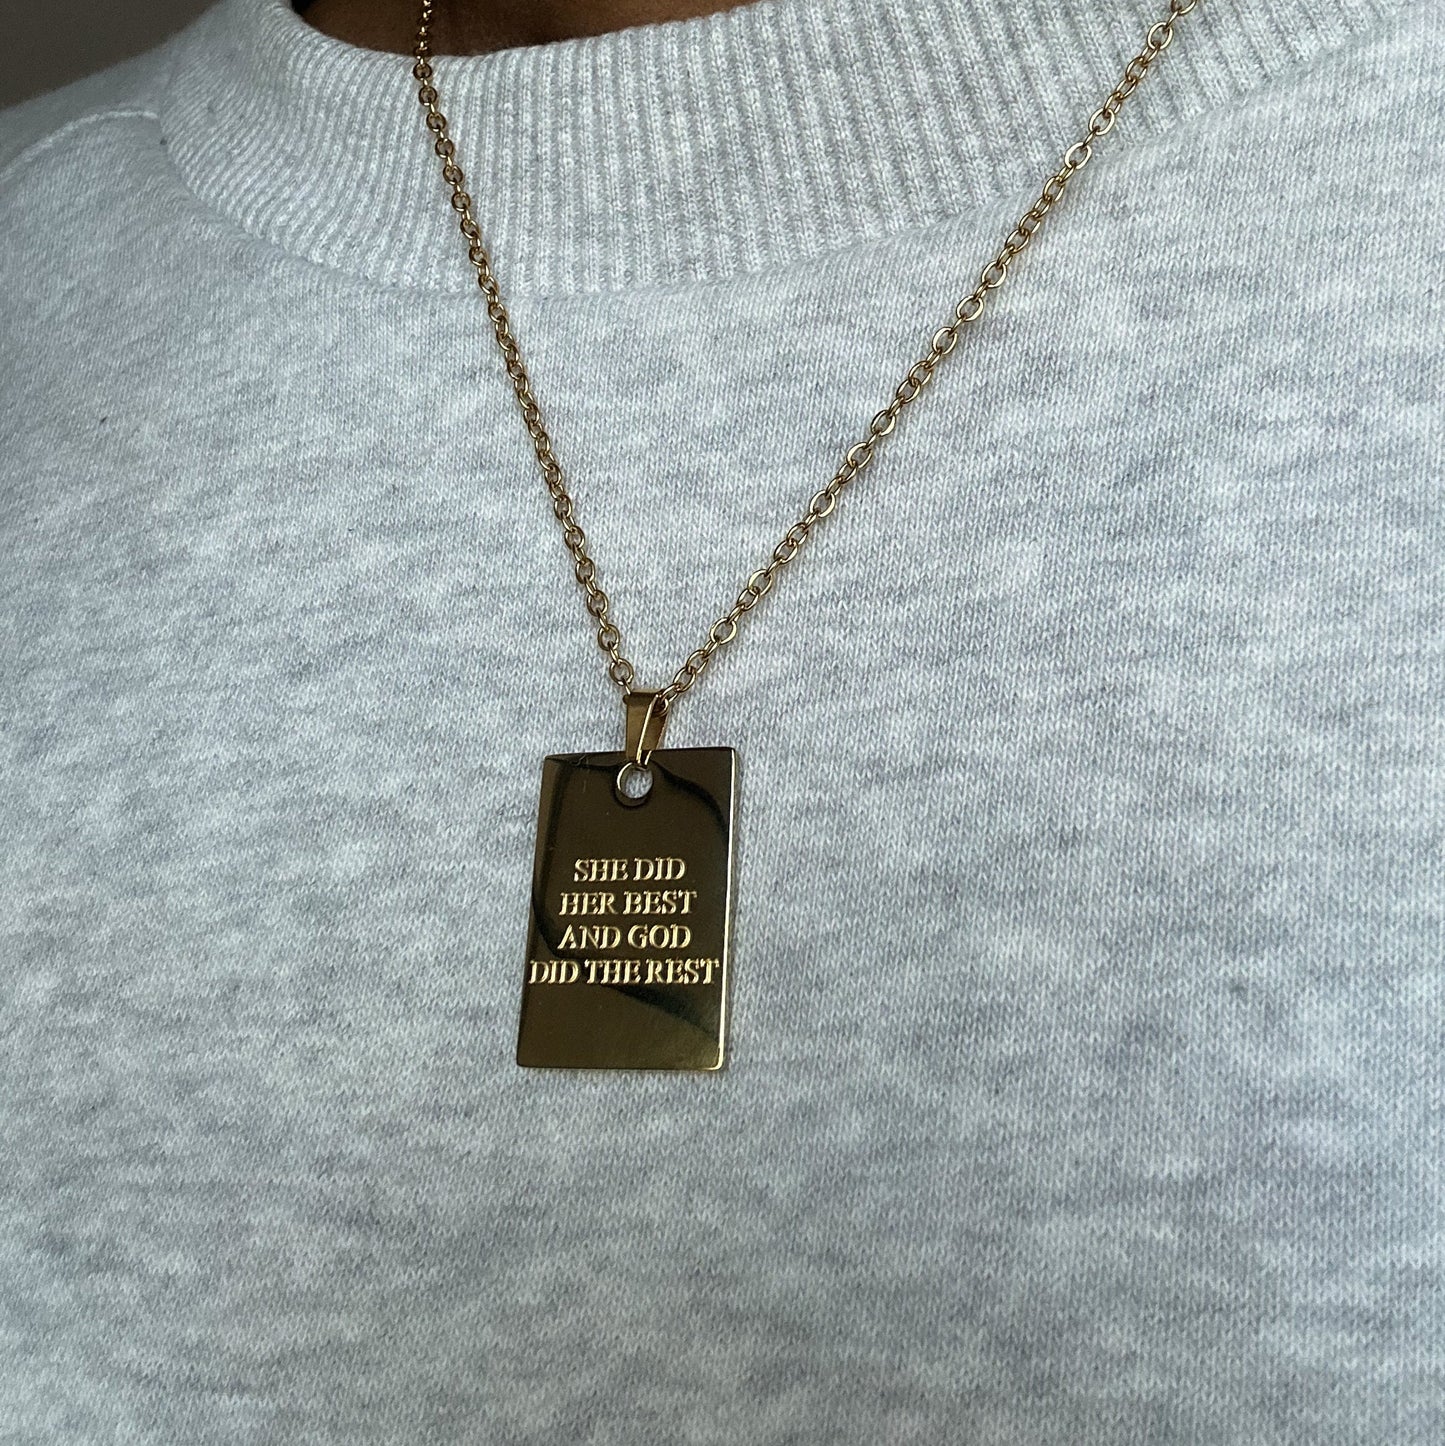 SHE DID
HER BEST
AND GOD
DID THE REST